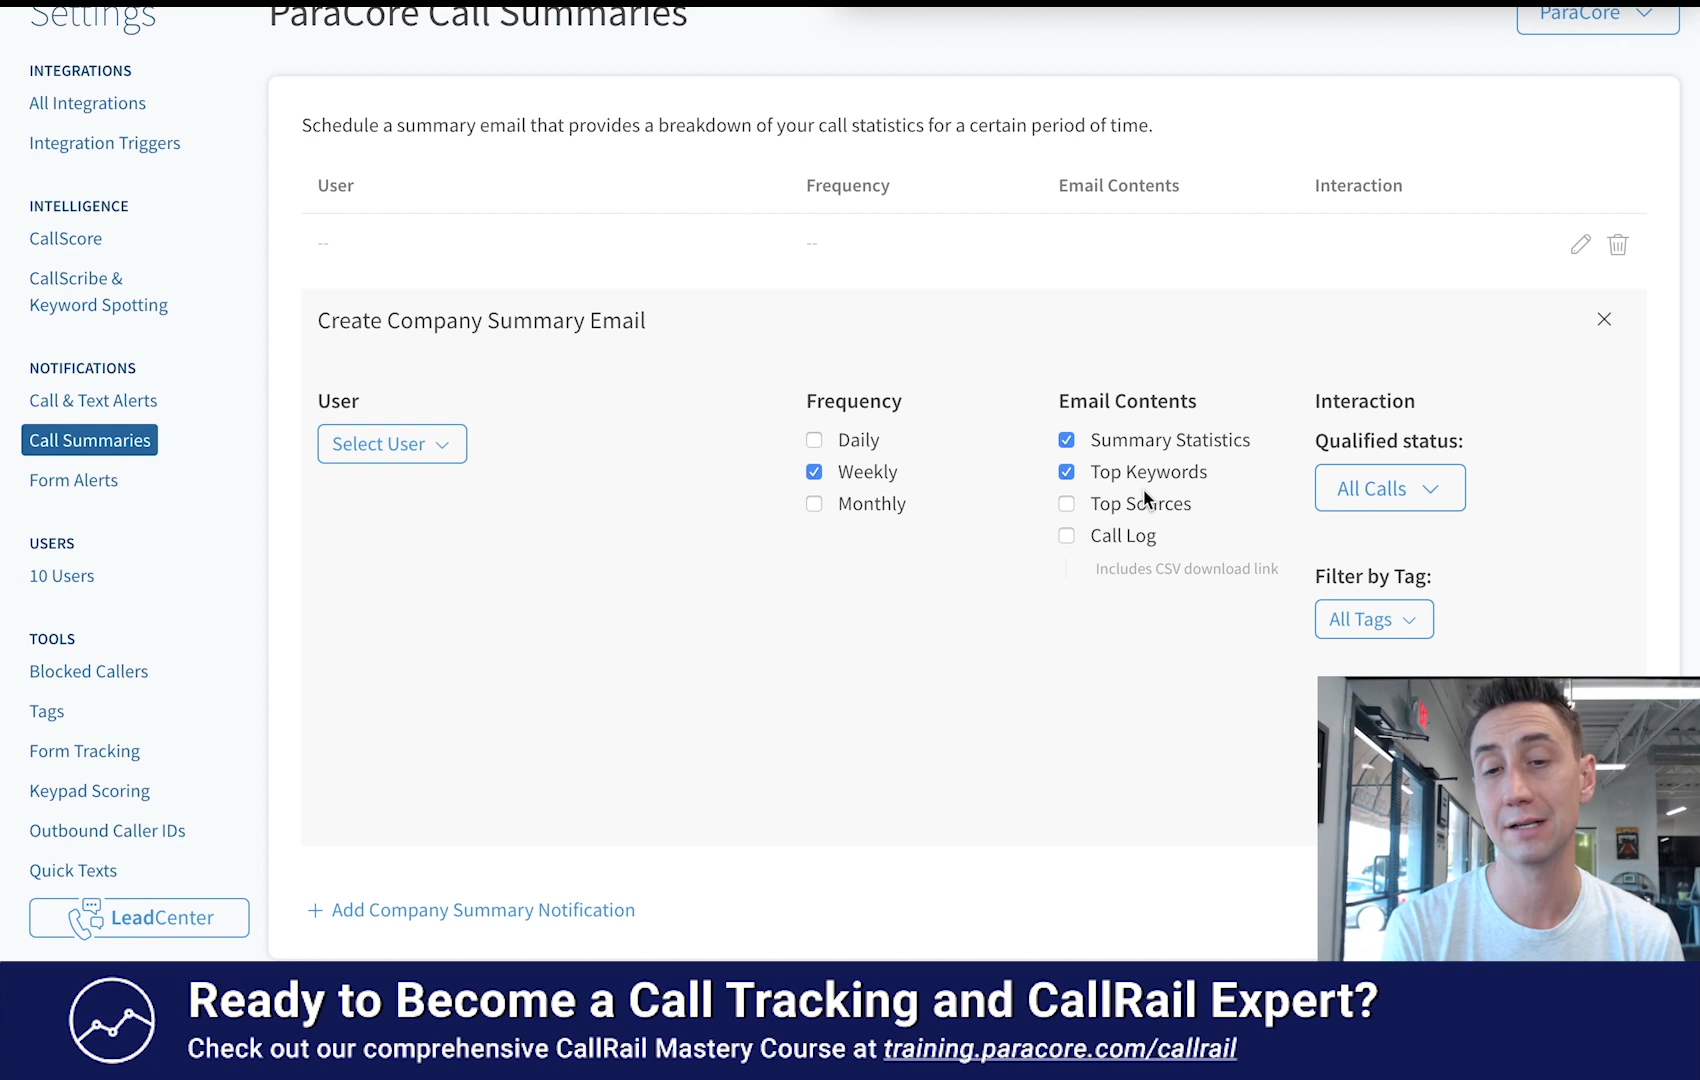 Settings
ParaCore Call Summaries
ParaCore
INTEGRATIONS
All Integrations
Integration Triggers
INTELLIGENCE
CallScore
CallScribe &
Keyword Spotting
NOTIFICATIONS
Call & Text Alerts
Call Summaries
Form Alerts
USERS
10 Users
TOOLS
Blocked Callers
Tags
Form Tracking
Keypad Scoring
Outbound Caller IDs
Quick Texts
LeadCenter
Schedule a summary email that provides a breakdown of your call statistics for a certain period of time.
User Frequency Email Contents Interaction
-- --
Create Company Summary Email
User
Select User
Frequency
Daily
Weekly
Monthly
Email Contents
Summary Statistics
Top Keywords
Top Sources
Call Log
Includes CSV download link
Interaction
Qualified status:
All Calls
Filter by Tag:
All Tags
+ Add Company Summary Notification
Ready to Become a Call Tracking and CallRail Expert?
Check out our comprehensive CallRail Mastery Course at training.paracore.com/callrail